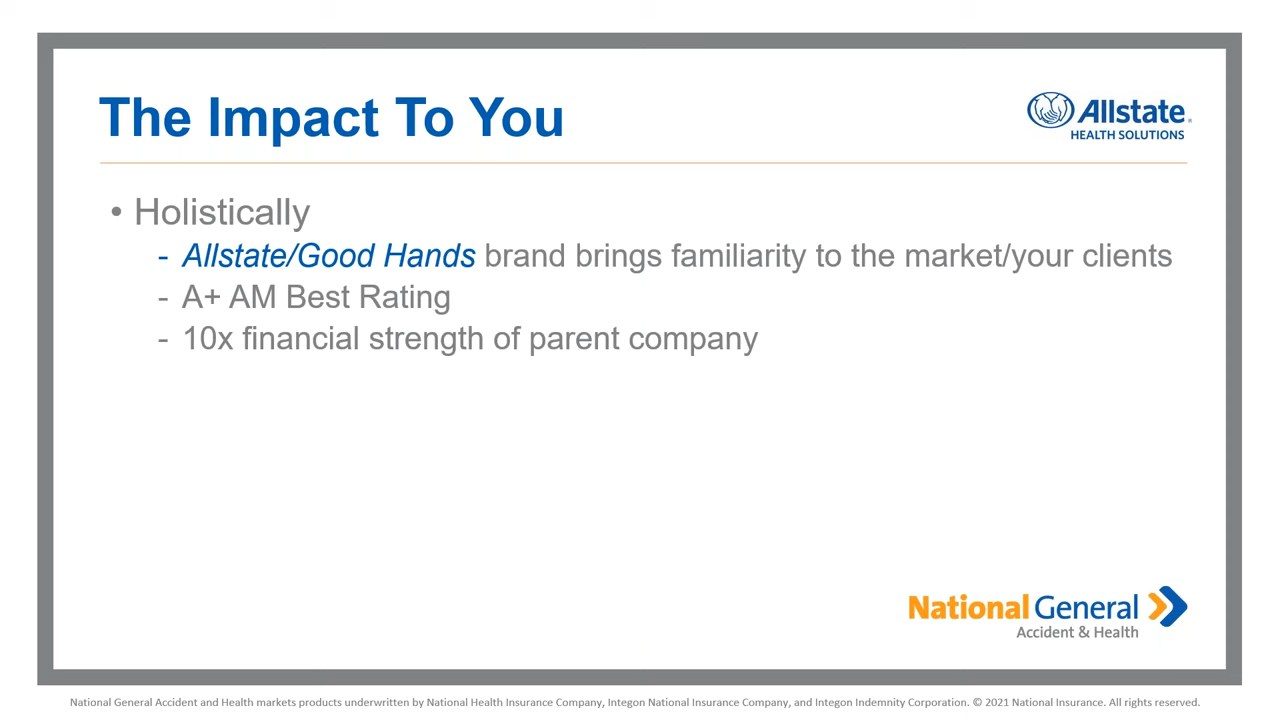 The Impact To You
Allstate®
HEALTH SOLUTIONS
• Holistically
- Allstate/Good Hands brand brings familiarity to the market/your clients
- A+ AM Best Rating
- 10x financial strength of parent company
National General
Accident & Health
National General Accident and Health markets products underwritten by National Health Insurance Company, Integon National Insurance Company, and Integon Indemnity Corporation. © 2021 National Insurance. All rights reserved.